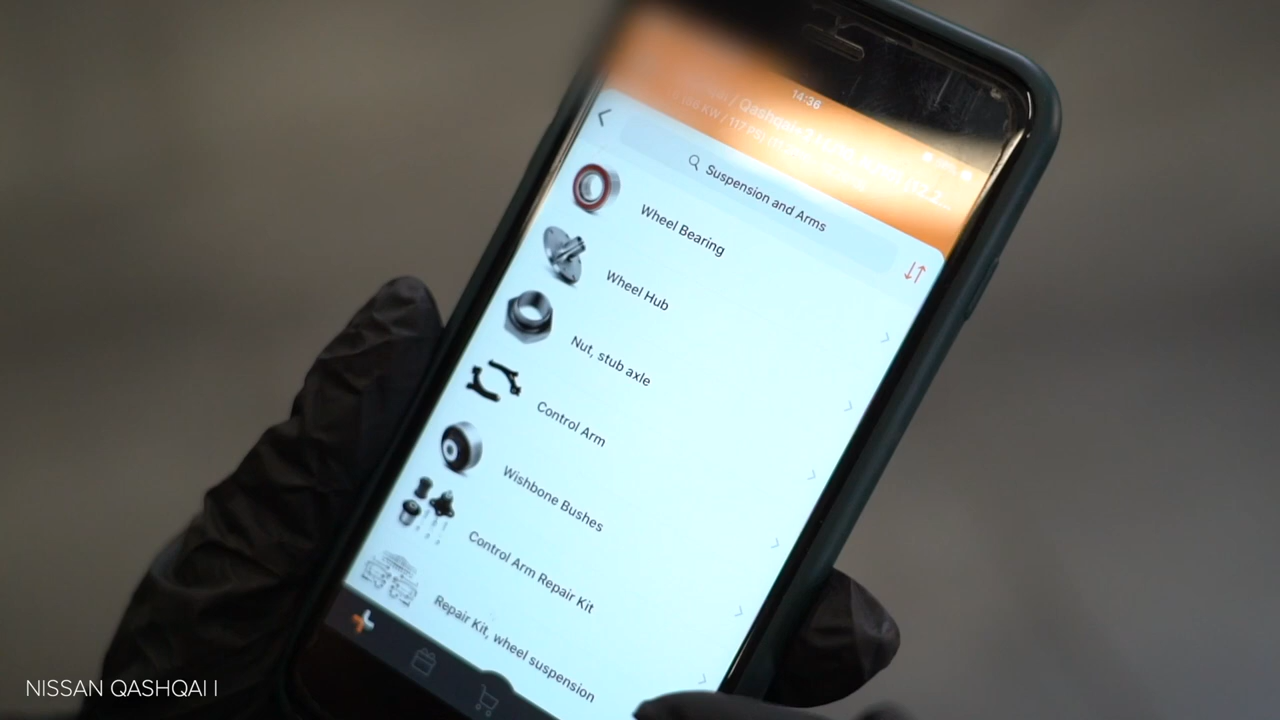 14:36
Suspension and Arms
Wheel Bearing
Wheel Hub
Nut, stub axle
Control Arm
Wishbone Bushes
Control Arm Repair Kit
Repair Kit, wheel suspension
NISSAN QASHQAI I